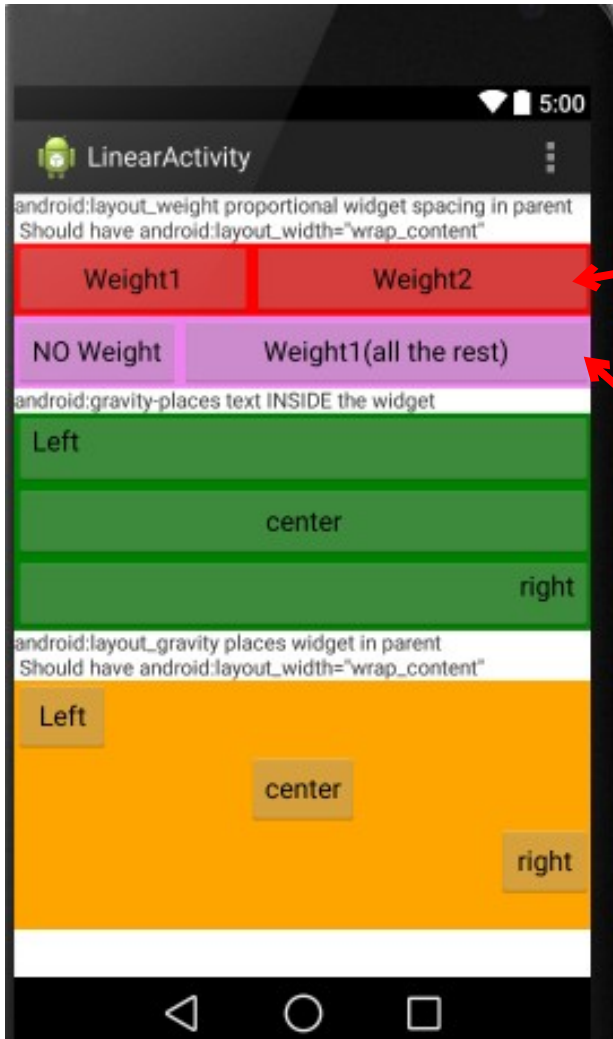 5:00
LinearActivity
android:layout_weight proportional widget spacing in parent
Should have android:layout_width="wrap_content"
Weight1 Weight2
NO Weight Weight1(all the rest)
android:gravity-places text INSIDE the widget
Left
center
right
android:layout_gravity places widget in parent
Should have android:layout_width="wrap_content"
Left
center
right